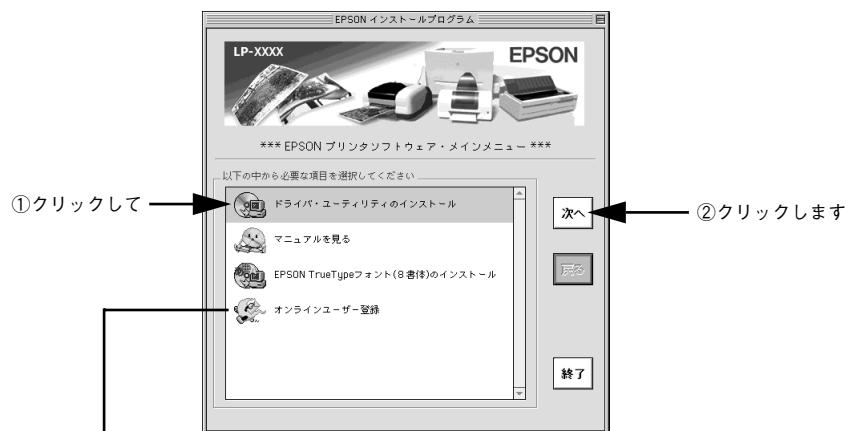 EPSON インストールプログラム
LP-XXXX
EPSON
*** EPSON プリンタソフトウェア・メインメニュー ***
以下の中から必要な項目を選択してください
①クリックして
ドライバ・ユーティリティのインストール
次へ
②クリックします
マニュアルを見る
EPSON TrueTypeフォント(8書体)のインストール
戻る
オンラインユーザー登録
終了